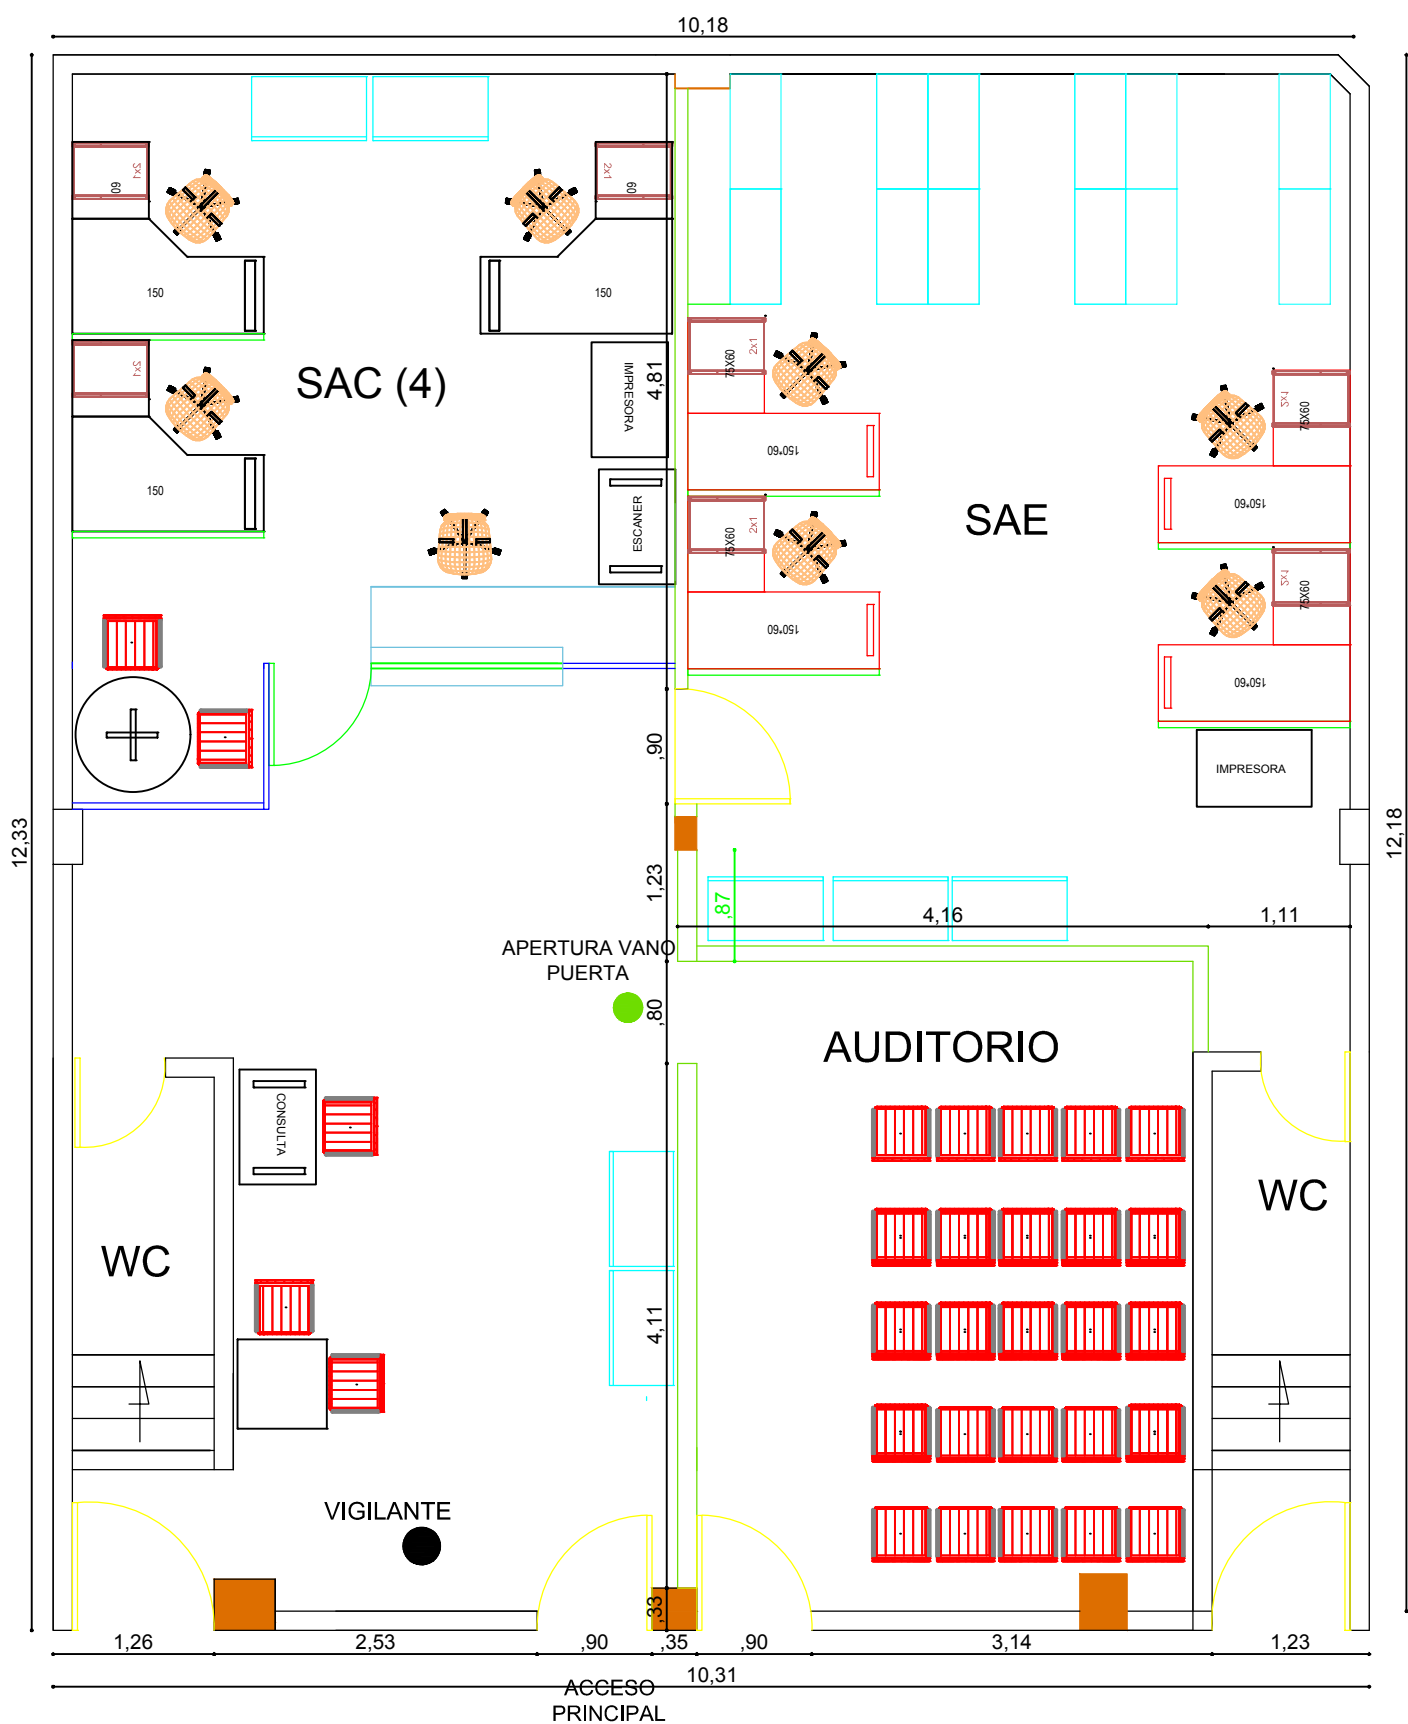 10,18
2x1
60
2x1
60
150
150
2x1
SAC (4)
IMPRESORA
4,81
75X60
2x1
2x1
75X60
150*60
150
ESCANER
75X60
2x1
SAE
150*60
2x1
75X60
150*60
150*60
,90
IMPRESORA
12,33
12,18
1,23
,87
4,16
1,11
APERTURA VANO
PUERTA
,80
AUDITORIO
CONSULTA
WC
WC
4,11
VIGILANTE
,33
1,26
2,53
,90
,35
,90
3,14
1,23
10,31
ACCESO
PRINCIPAL